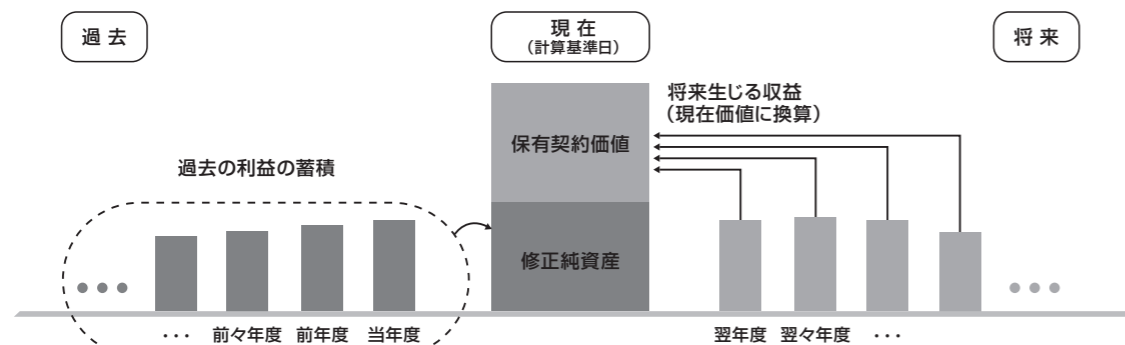 過去
現在
(計算基準日)
将来
将来生じる収益
(現在価値に換算)
保有契約価値
過去の利益の蓄積
修正純資産
・・・ 前々年度 前年度 当年度
翌年度 翌々年度 ・・・